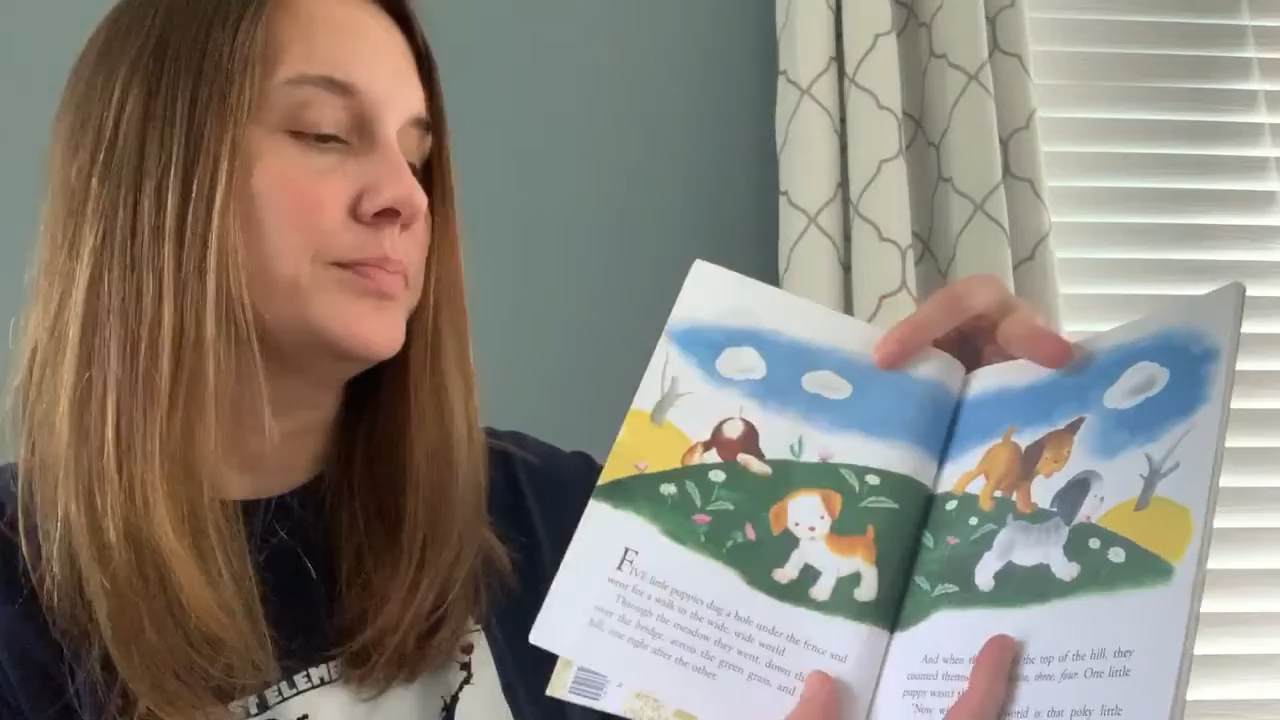 FIVE little puppies dug a hole under the fence and
went for a walk in the wide, wide world.
Through the meadow they went, down the
over the bridge, across the green grass, and
hill, one right after the other.
And when the top of the hill, they
counted them three, four. One little
puppy wasn't
"Now world is that poky little
ST ELEME